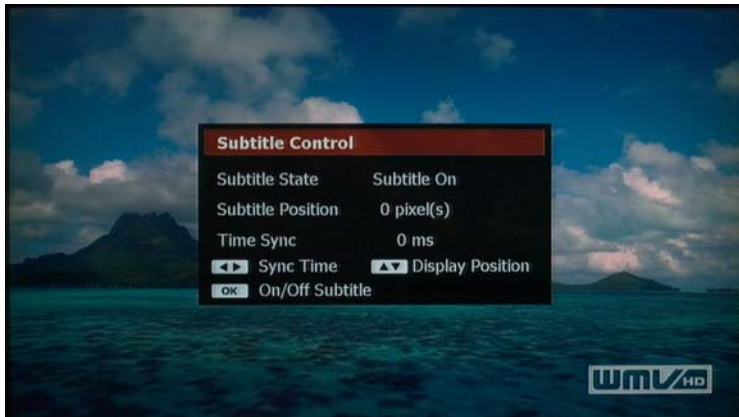 Subtitle Control
Subtitle State Subtitle On
Subtitle Position 0 pixel(s)
Time Sync 0 ms
Sync Time Display Position
OK On/Off Subtitle
WMV HD